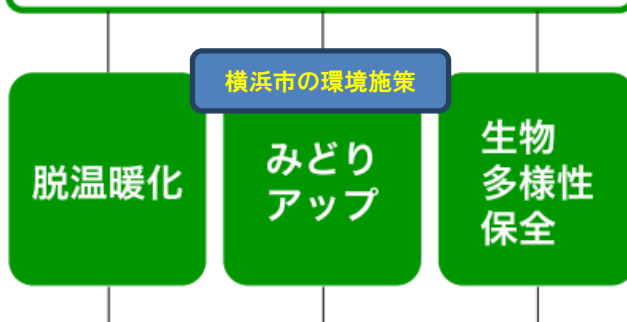 横浜市の環境施策
脱温暖化
みどり
アップ
生物
多様性
保全